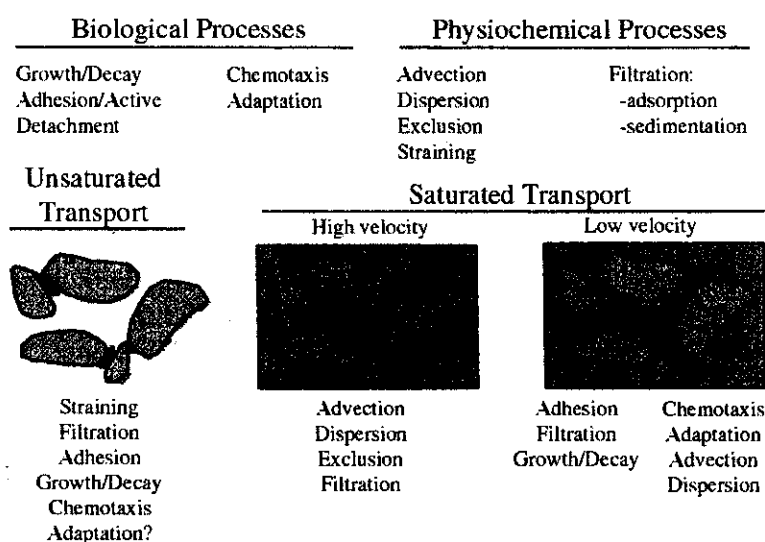 Biological Processes
Growth/Decay
Adhesion/Active
Detachment
Chemotaxis
Adaptation
Physiochemical Processes
Advection
Dispersion
Exclusion
Straining
Filtration:
-adsorption
-sedimentation
Unsaturated
Transport
Straining
Filtration
Adhesion
Growth/Decay
Chemotaxis
Adaptation?
Saturated Transport
High velocity
Advection
Dispersion
Exclusion
Filtration
Low velocity
Adhesion
Filtration
Growth/Decay
Chemotaxis
Adaptation
Advection
Dispersion